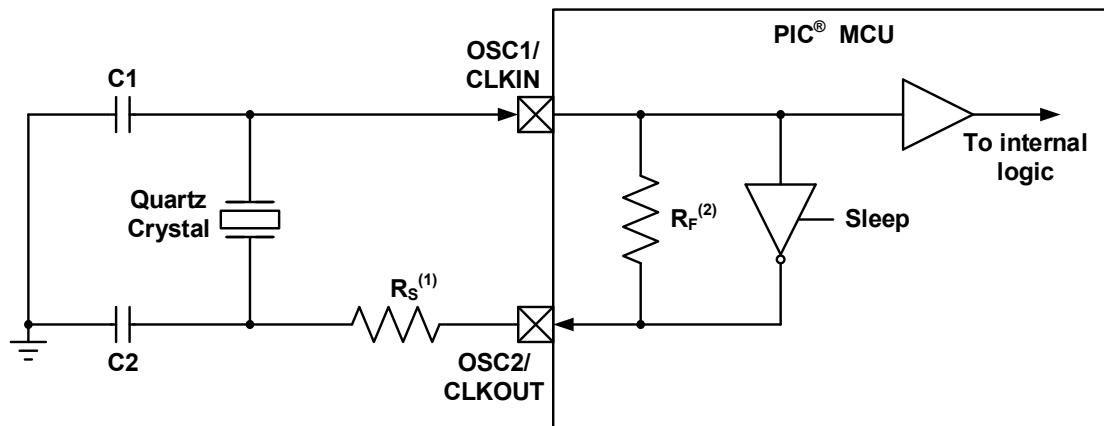 PIC® MCU
OSC1/
CLKIN
C1
To internal
logic
Quartz
Crystal
RF(2)
Sleep
RS(1)
C2
OSC2/
CLKOUT